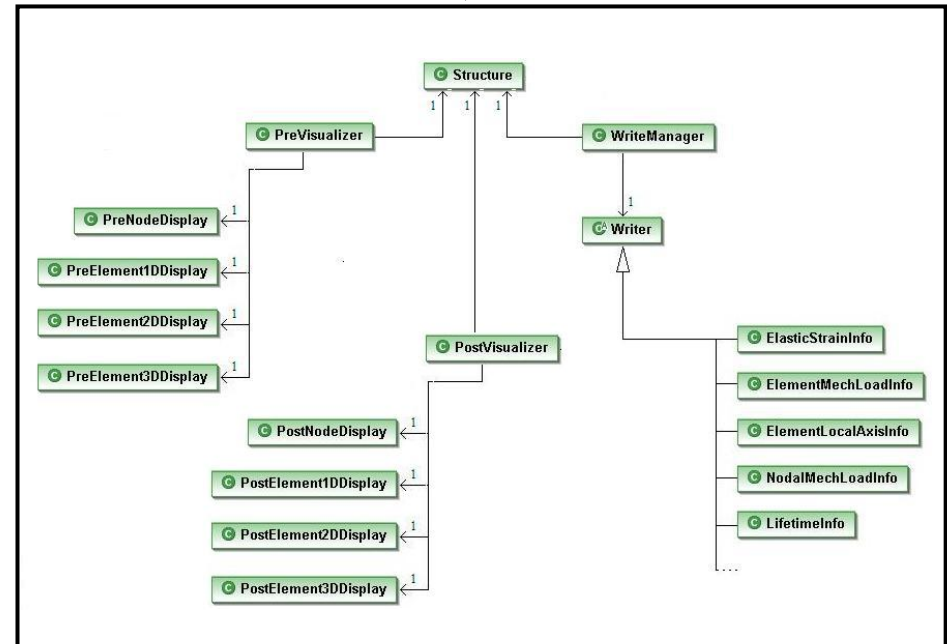 Structure
1
1
1
PreVisualizer
WriteManager
1
PreNodeDisplay
1
Writer
PreElement1DDisplay
1
PreElement2DDisplay
1
PreElement3DDisplay
1
PostVisualizer
ElasticStrainInfo
ElementMechLoadInfo
PostNodeDisplay
1
ElementLocalAxisInfo
PostElement1DDisplay
1
NodalMechLoadInfo
PostElement2DDisplay
1
LifetimeInfo
PostElement3DDisplay
1
....